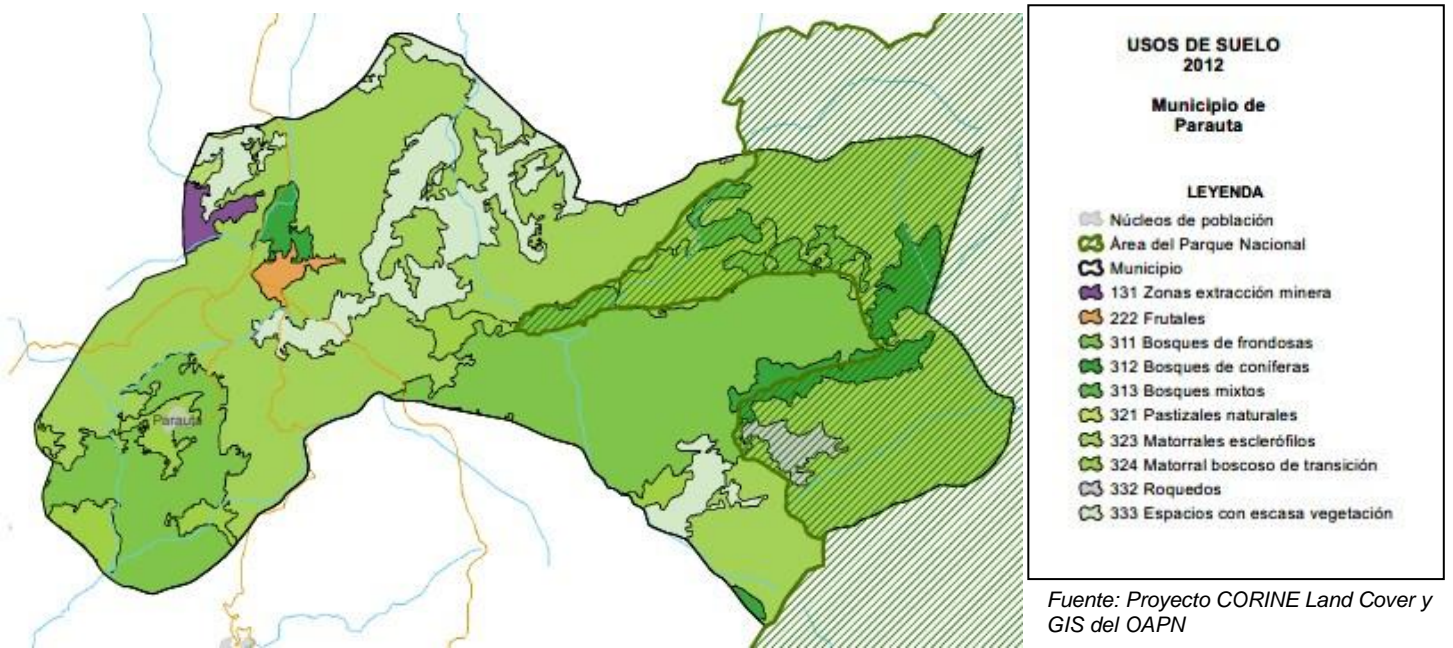 Parauta
USOS DE SUELO
2012
Municipio de
Parauta
LEYENDA
Núcleos de población
Área del Parque Nacional
Municipio
131 Zonas extracción minera
222 Frutales
311 Bosques de frondosas
312 Bosques de coníferas
313 Bosques mixtos
321 Pastizales naturales
323 Matorrales esclerófilos
324 Matorral boscoso de transición
332 Roquedos
333 Espacios con escasa vegetación
Fuente: Proyecto CORINE Land Cover y
GIS del OAPN